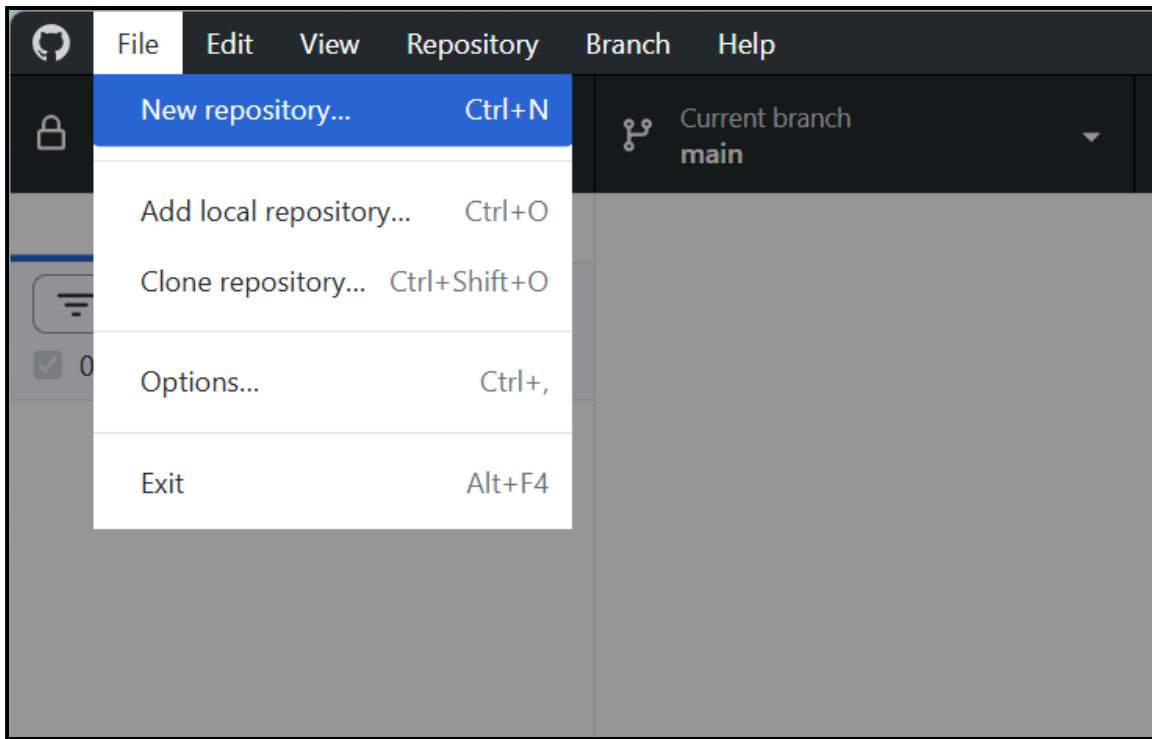 File Edit View Repository Branch Help
New repository... Ctrl+N
Current branch
main
Add local repository... Ctrl+O
Clone repository... Ctrl+Shift+O
0
Options... Ctrl+,
Exit Alt+F4